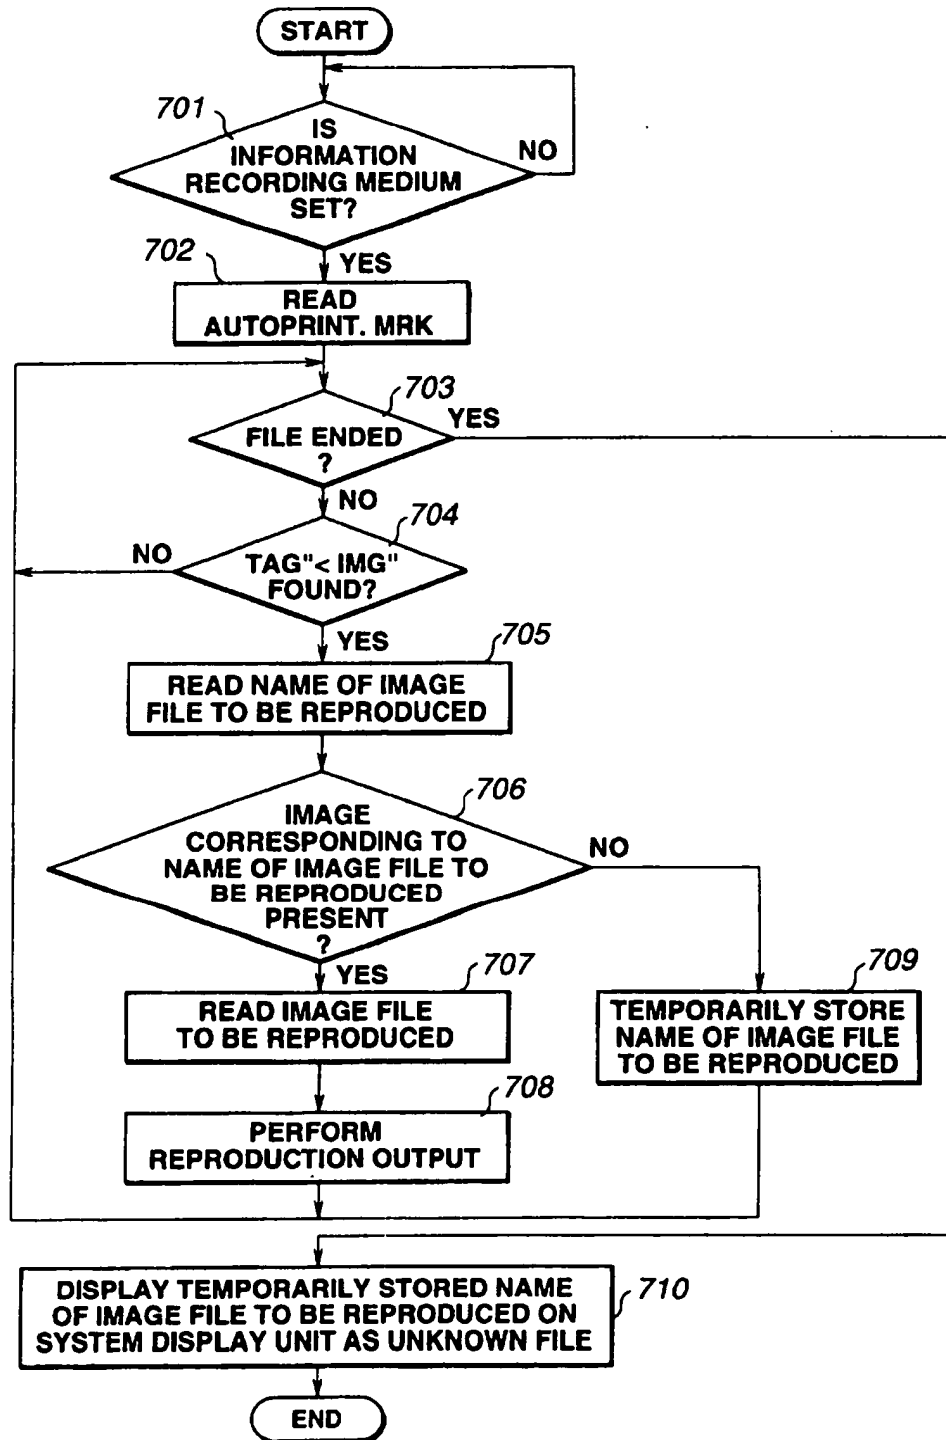 START
701
IS
INFORMATION
RECORDING MEDIUM
SET?
NO
YES
702
READ
AUTOPRINT. MRK
703
FILE ENDED
?
YES
NO
704
TAG"< IMG"
FOUND?
NO
YES
705
READ NAME OF IMAGE
FILE TO BE REPRODUCED
706
IMAGE
CORRESPONDING TO
NAME OF IMAGE FILE TO
BE REPRODUCED
PRESENT
?
NO
YES
707
READ IMAGE FILE
TO BE REPRODUCED
709
TEMPORARILY STORE
NAME OF IMAGE FILE
TO BE REPRODUCED
708
PERFORM
REPRODUCTION OUTPUT
DISPLAY TEMPORARILY STORED NAME
OF IMAGE FILE TO BE REPRODUCED ON
SYSTEM DISPLAY UNIT AS UNKNOWN FILE
710
END